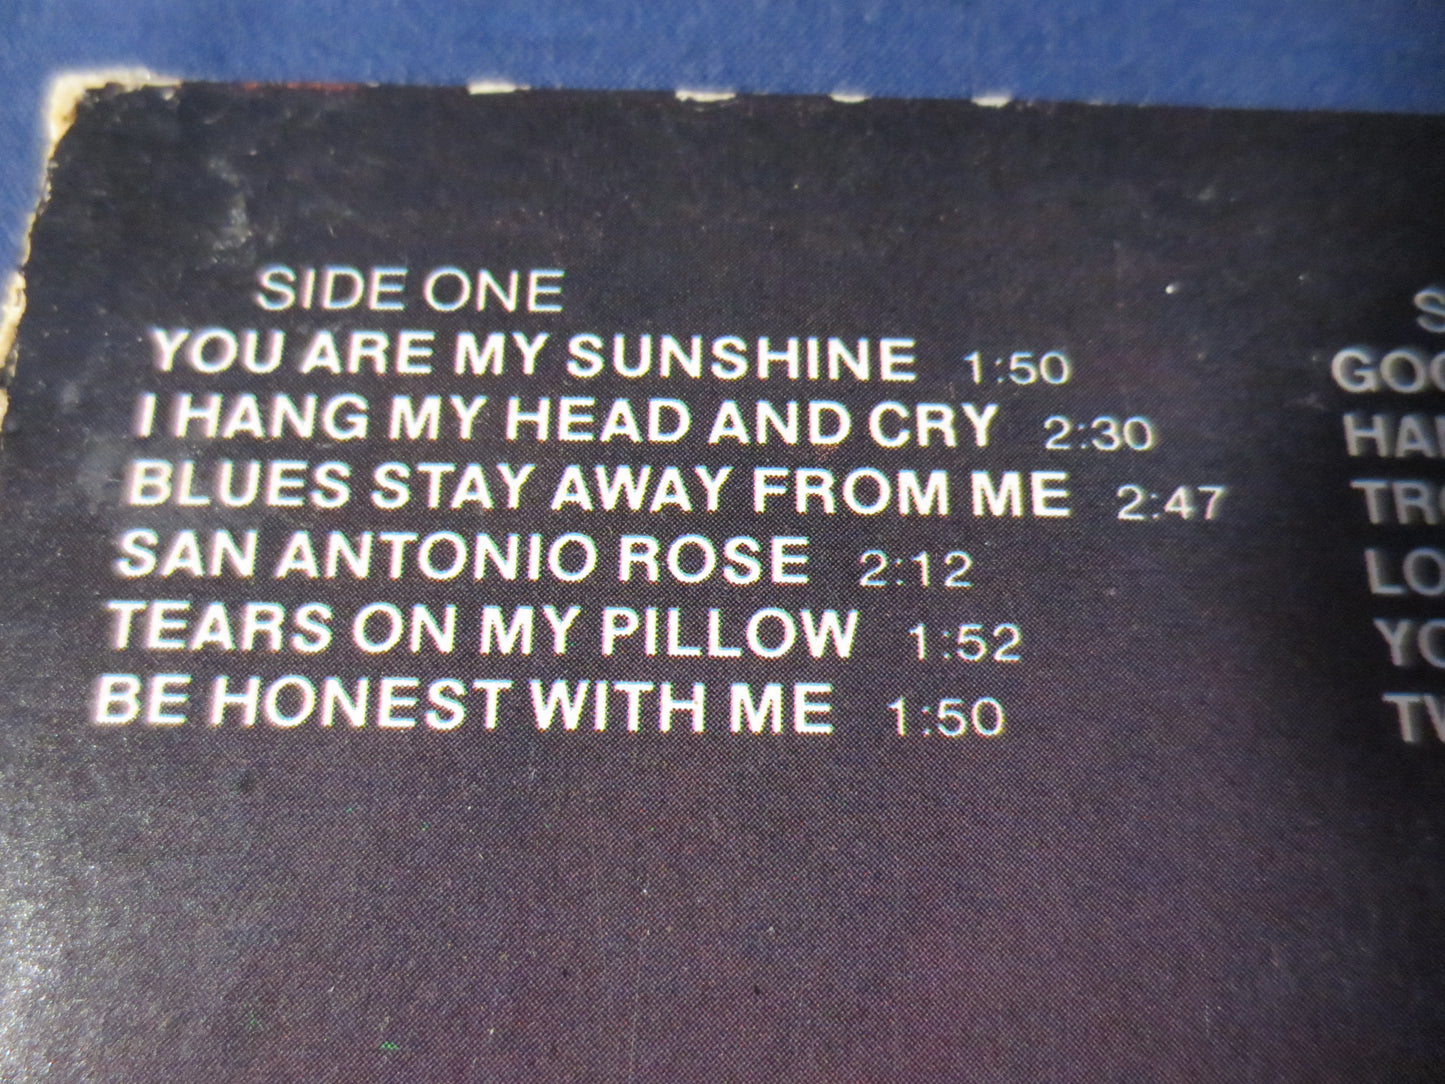 SIDE ONE
YOU ARE MY SUNSHINE 1:50
I HANG MY HEAD AND CRY 2:30
BLUES STAY AWAY FROM ME 2:47
SAN ANTONIO ROSE 2:12
TEARS ON MY PILLOW 1:52
BE HONEST WITH ME 1:50